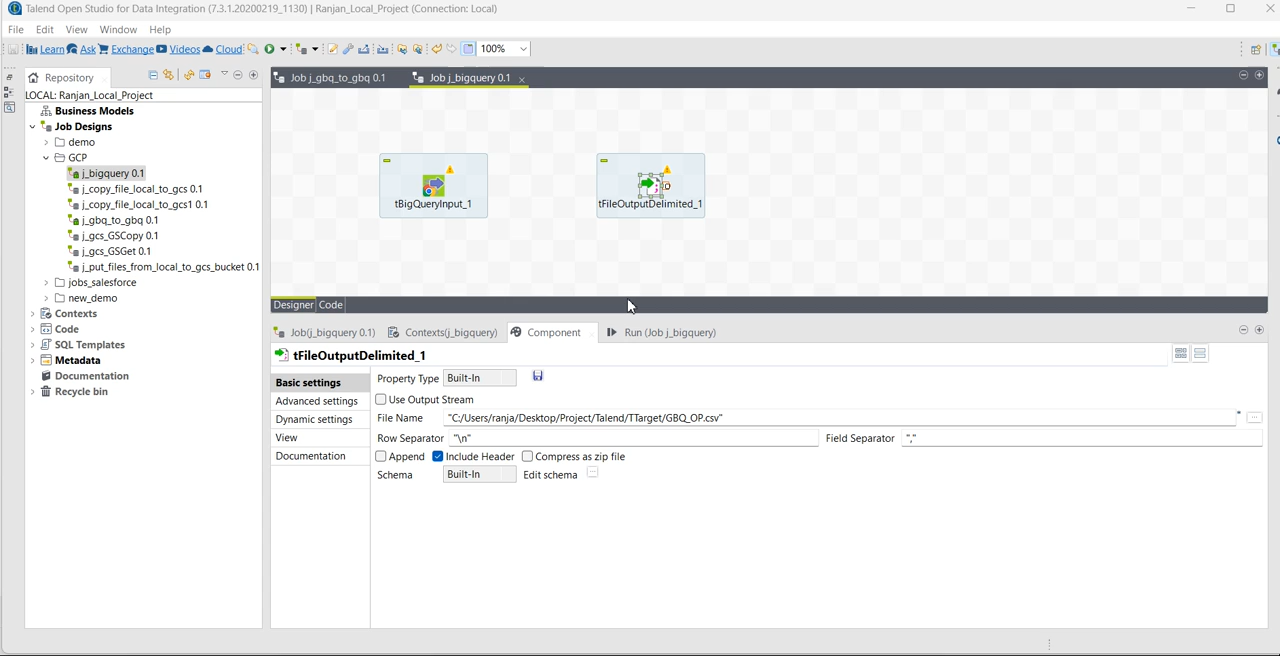 Talend Open Studio for Data Integration (7.3.1.20200219_1130) | Ranjan_Local_Project (Connection: Local)
File Edit View Window Help
Learn Ask Exchange Videos Cloud 100%
Repository
LOCAL: Ranjan_Local_Project
Business Models
Job Designs
demo
GCP
j_bigquery 0.1
j_copy_file_local_to_gcs 0.1
j_copy_file_local_to_gcs1 0.1
j_gbq_to_gbq 0.1
j_gcs_GSCopy 0.1
j_gcs_GSGet 0.1
j_put_files_from_local_to_gcs_bucket 0.1
jobs_salesforce
new_demo
Contexts
Code
SQL Templates
Metadata
Documentation
Recycle bin
Job j_gbq_to_gbq 0.1 Job j_bigquery 0.1
tBigQueryInput_1 tFileOutputDelimited_1
Designer Code
Job(j_bigquery 0.1) Contexts(j_bigquery) Component Run (Job j_bigquery)
tFileOutputDelimited_1
Basic settings
Advanced settings
Dynamic settings
View
Documentation
Property Type Built-In
Use Output Stream
File Name "C:/Users/ranja/Desktop/Project/Talend/TTarget/GBQ_OP.csv" *
Row Separator "\n" Field Separator ","
Append Include Header Compress as zip file
Schema Built-In Edit schema